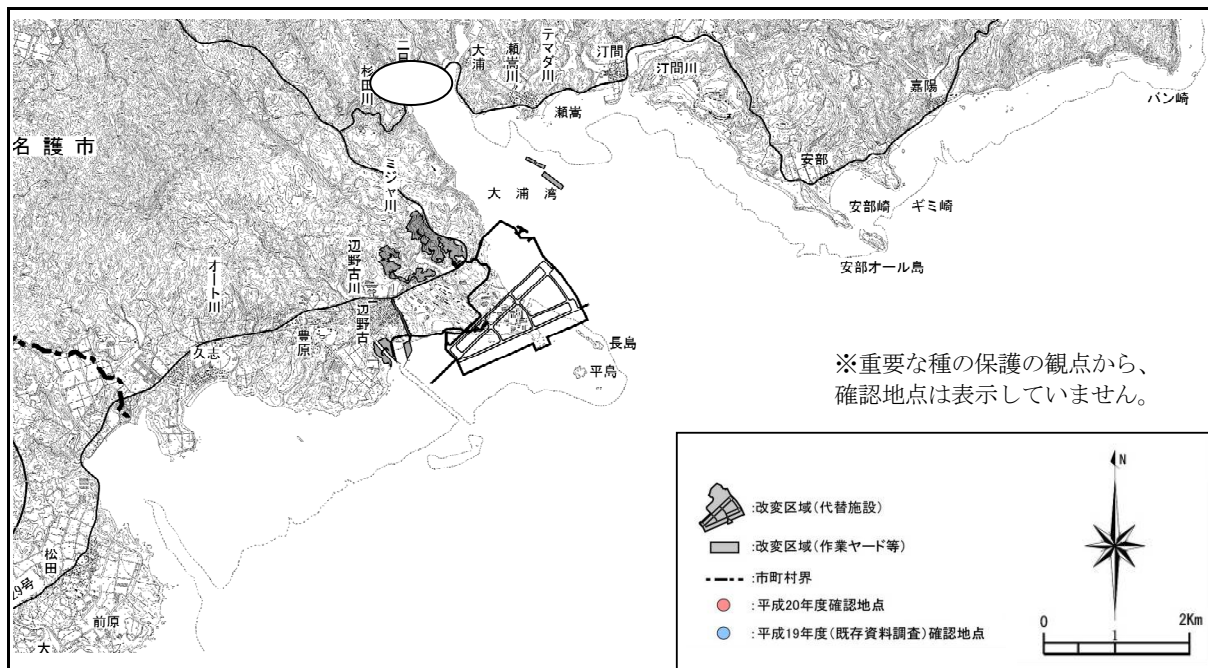 名護市
杉田川
二
大浦
瀬嵩川
テマダ川
汀間
汀間川
嘉陽
バン崎
瀬嵩
ミジャ川
大浦湾
安部
安部崎
ギミ崎
安部オール島
辺野古川
オート川
辺野古
豊原
久志
長島
平島
松田
29号
前原
大
※重要な種の保護の観点から、
確認地点は表示していません。
:改変区域(代替施設)
:改変区域(作業ヤード等)
:市町村界
:平成20年度確認地点
:平成19年度(既存資料調査)確認地点
N
0 1 2Km